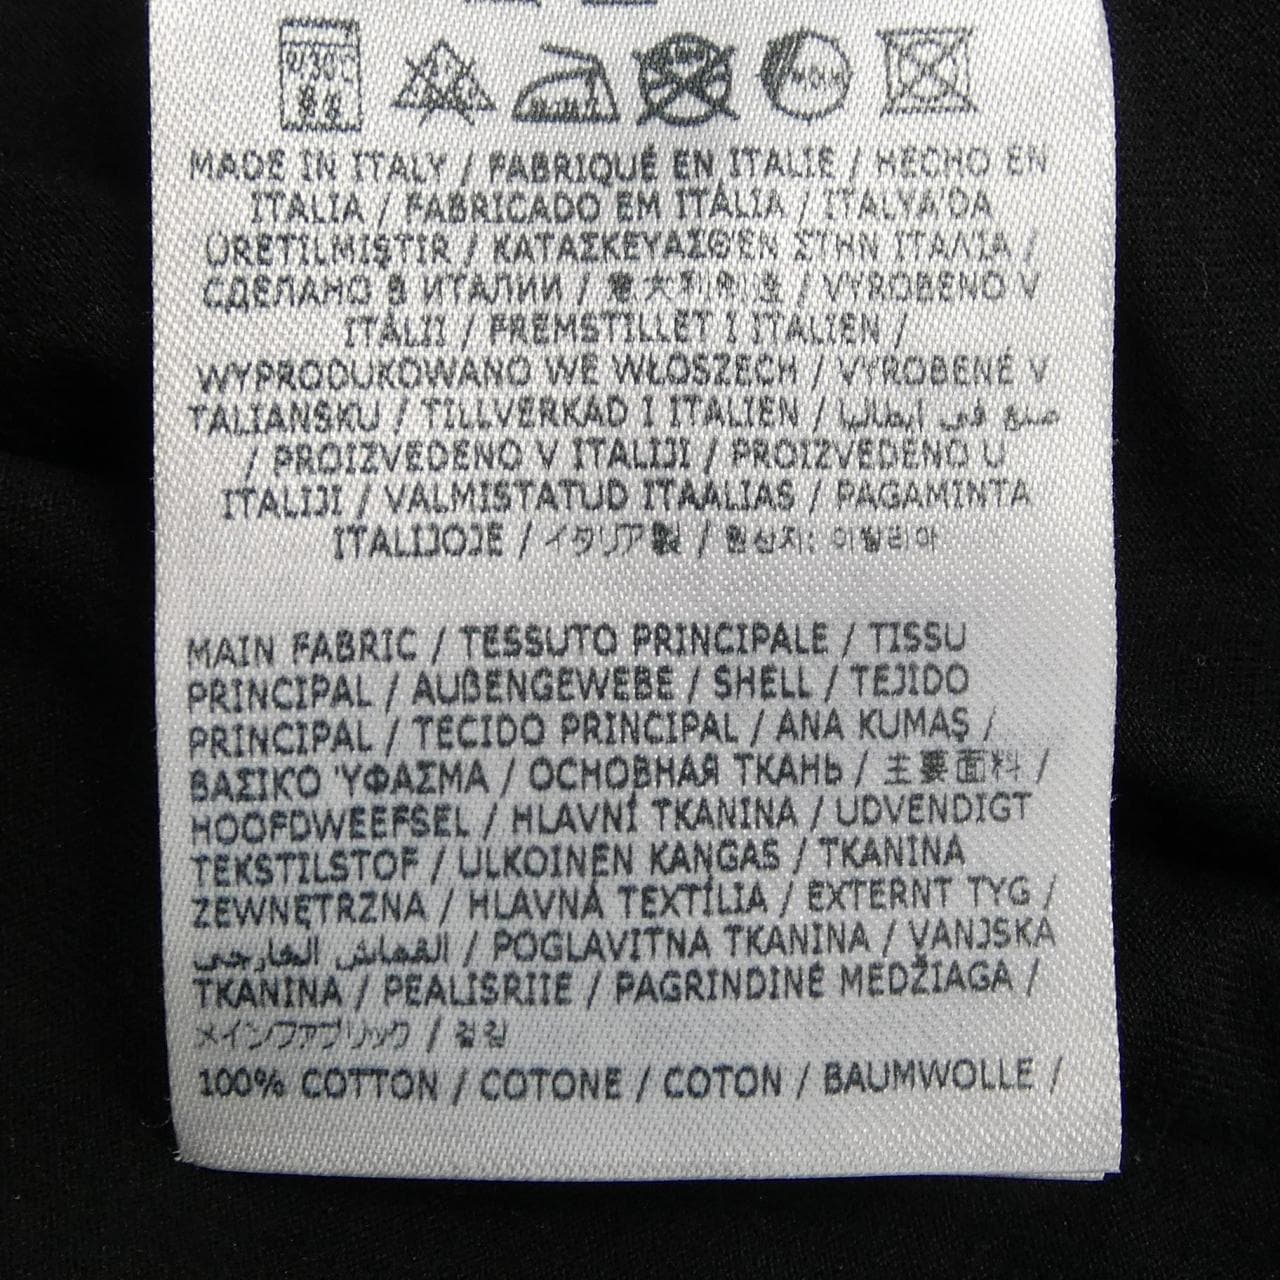 MADE IN ITALY / FABRIQUÉ EN ITALIE / HECHO EN
ITALIA / FABRICADO EM ITÁLIA / ITALYA'DA
ÜRETILMIŞTIR / ΚΑΤΑΣΚΕΥΑΣΘΕΝ ΣΤΗΝ ΙΤΑΛΙΑ /
СДЕЛАНО В ИТАЛИИ / 意大利制造 / VYROBENO V
ITÁLII / FREMSTILLET I ITALIEN /
WYPRODUKOWANO WE WŁOSZECH / VYROBENÉ V
TALIANSKU / TILLVERKAD I ITALIEN / صنع في إيطاليا
/ PROIZVEDENO V ITALIJI / PROIZVEDENO U
ITALIJI / VALMISTATUD ITAALIAS / PAGAMINTA
ITALIJOJE / イタリア製 / 원산지: 이탈리아
MAIN FABRIC / TESSUTO PRINCIPALE / TISSU
PRINCIPAL / AUßENGEWEBE / SHELL / TEJIDO
PRINCIPAL / TECIDO PRINCIPAL / ANA KUMAŞ /
ΒΑΣΙΚΟ 'ΥΦΑΣΜΑ / ОСНОВНАЯ ТКАНЬ / 主要面料 /
HOOFDWEEFSEL / HLAVNÍ TKANINA / UDVENDIGT
TEKSTILSTOF / ULKOINEN KANGAS / TKANINA
ZEWNĘTRZNA / HLAVNÁ TEXTÍLIA / EXTERNT TYG /
القماش الخارجي / POGLAVITNA TKANINA / VANJSKA
TKANINA / PEALISRIIE / PAGRINDINĖ MEDŽIAGA /
メインファブリック / 겉감
100% COTTON / COTONE / COTON / BAUMWOLLE /